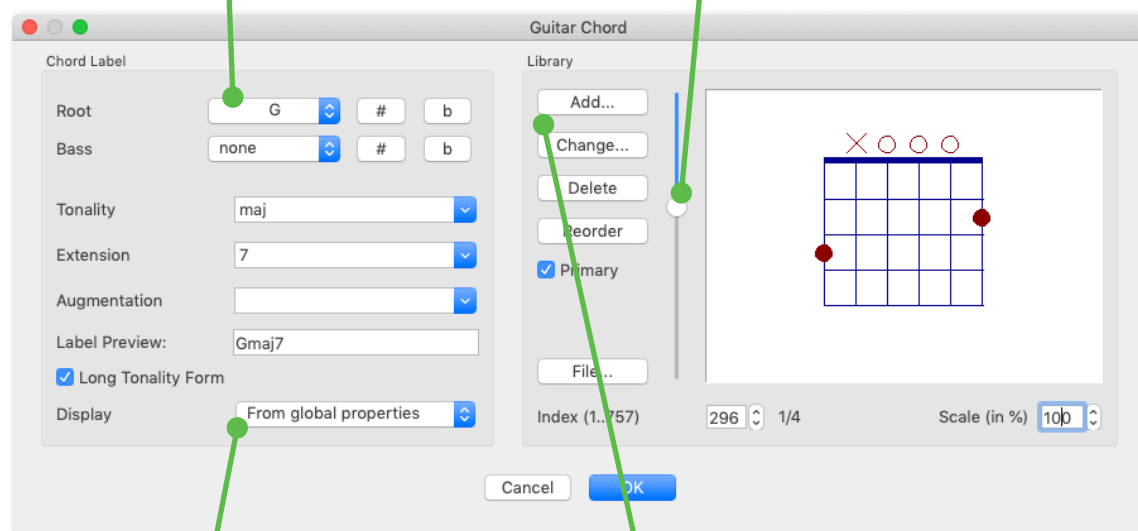 Guitar Chord
Chord Label
Root G # b
Bass none # b
Tonality maj
Extension 7
Augmentation
Label Preview: Gmaj7
Long Tonality Form
Display From global properties
Library
Add...
Change...
Delete
Reorder
Primary
File...
Index (1..757) 296 1/4 Scale (in %) 100
Cancel OK